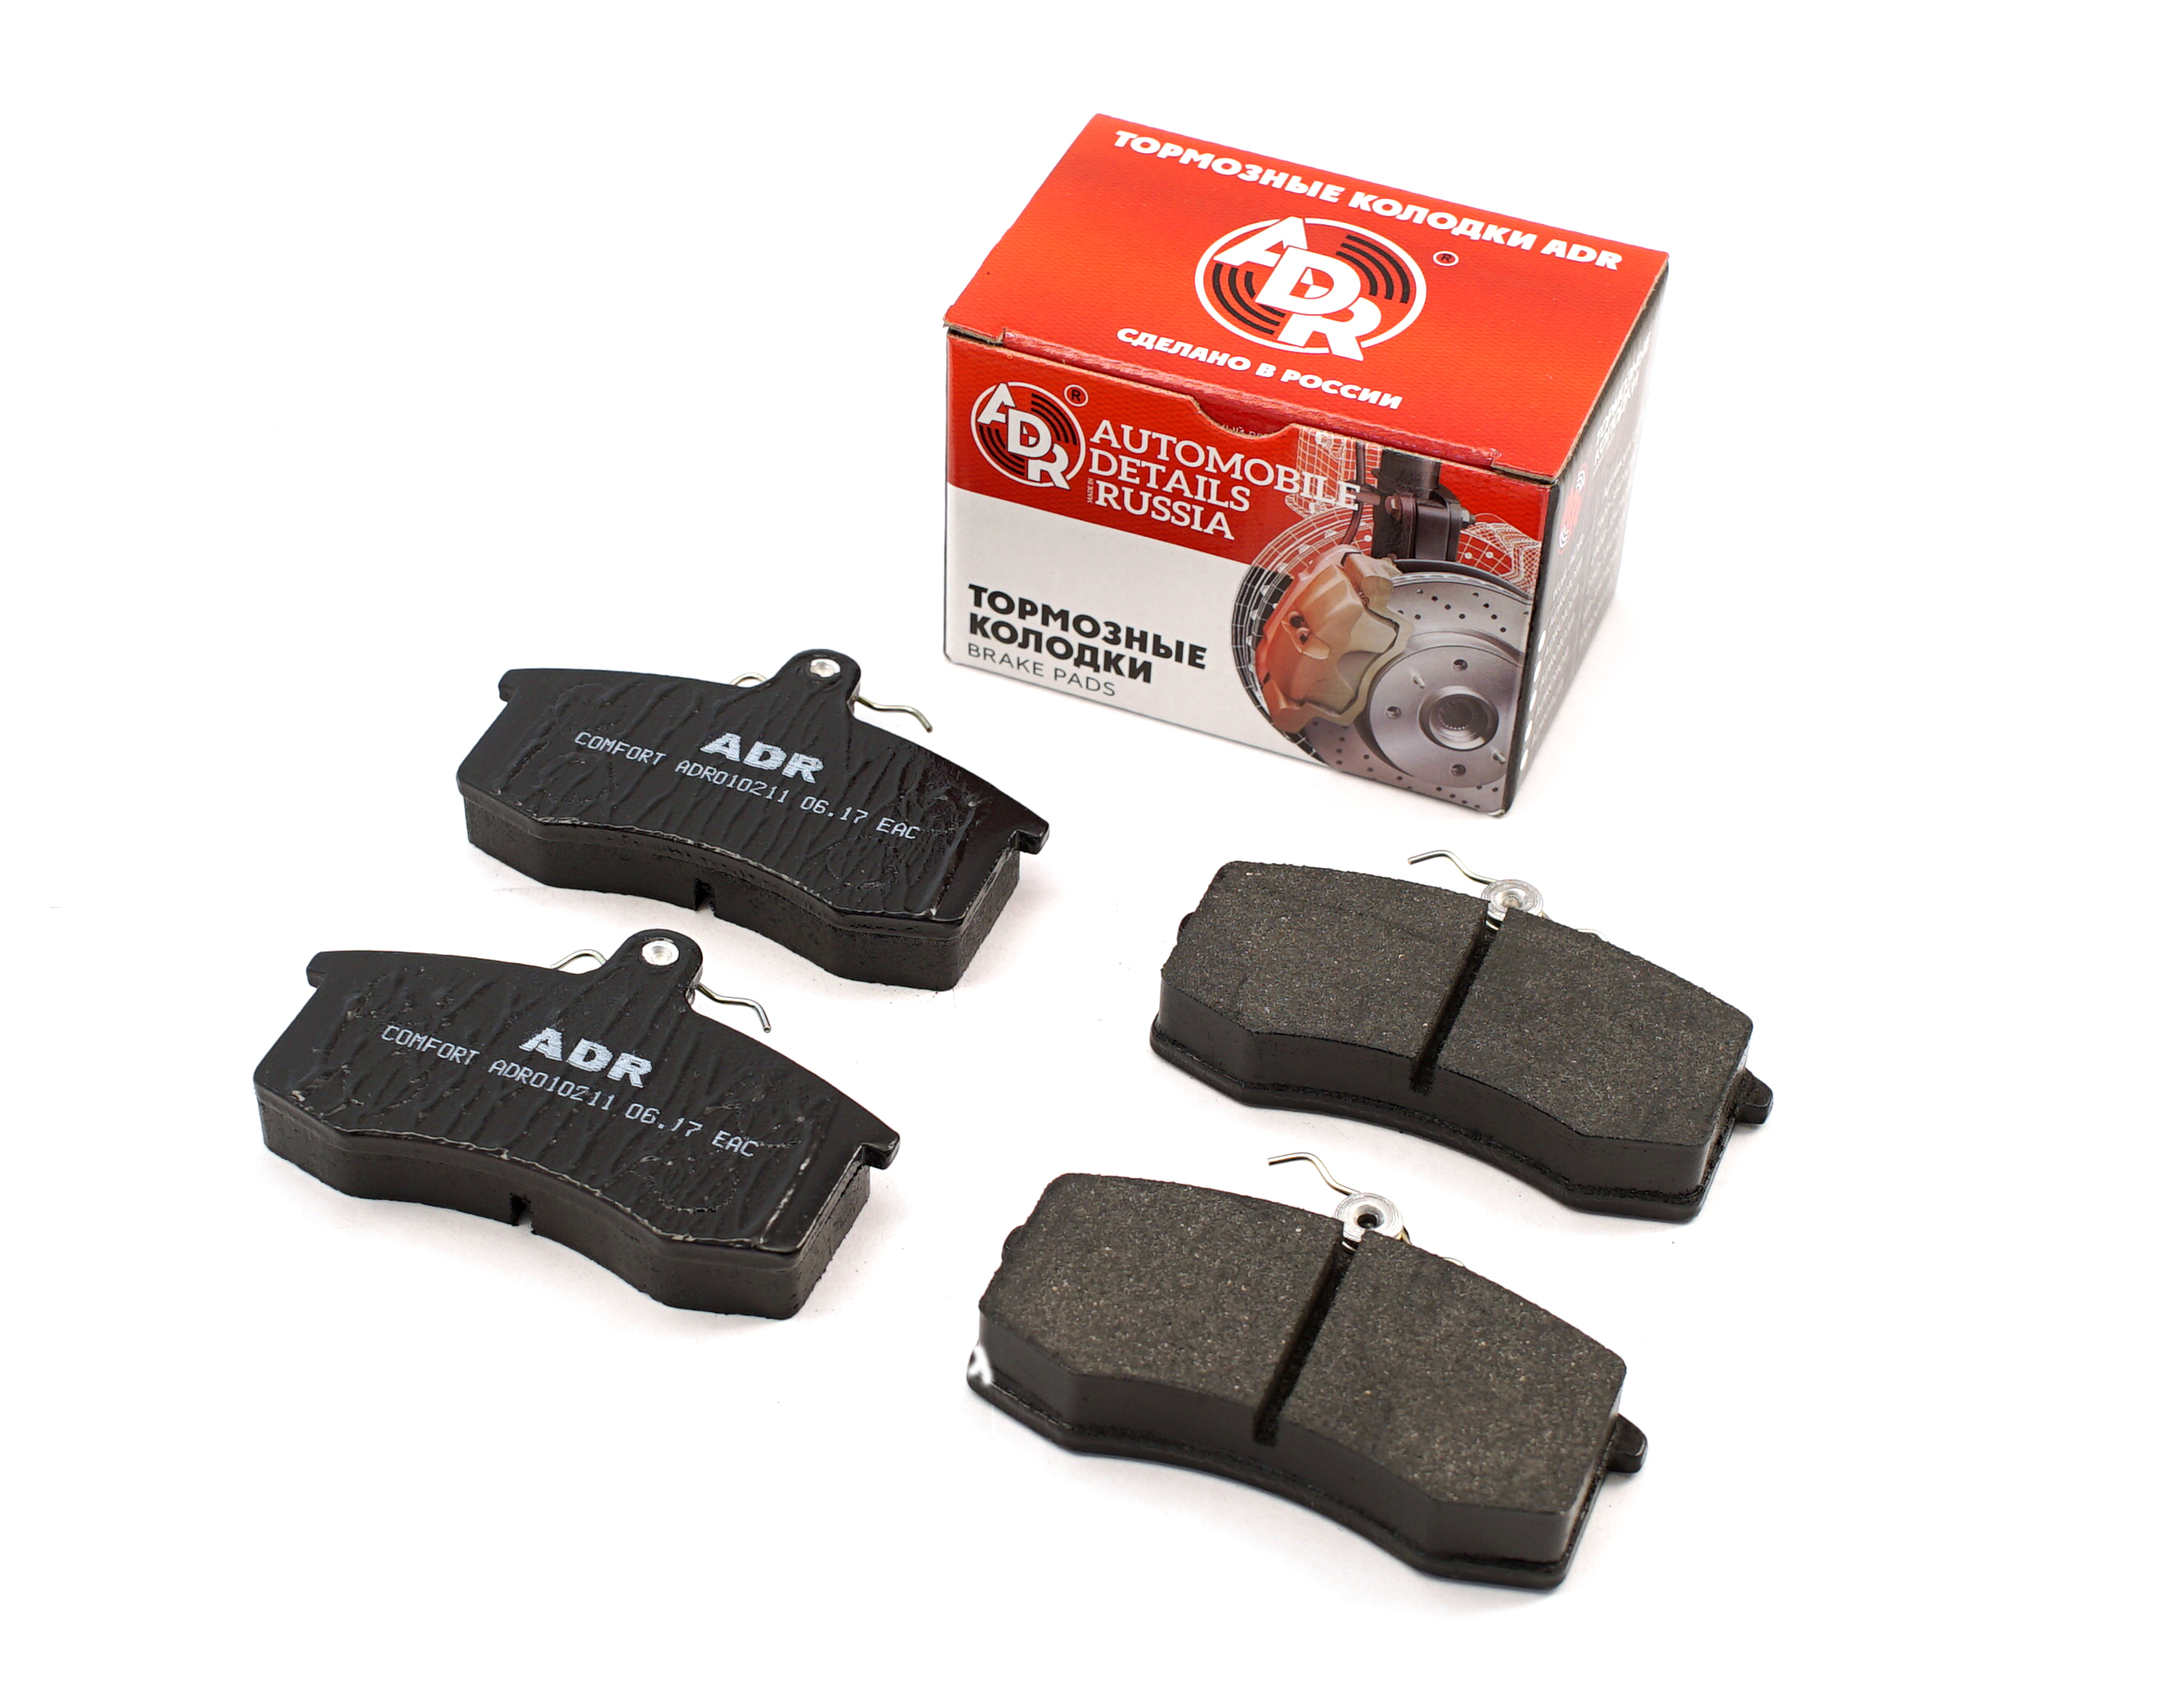 ТОРМОЗНЫЕ КОЛОДКИ ADR
ADR
®
СДЕЛАНО В РОССИИ
ADR
®
AUTOMOBILE
DETAILS
MADE IN
RUSSIA
ТОРМОЗНЫЕ
КОЛОДКИ
BRAKE PADS
ADR
COMFORT ADR010211 06.17 EAC
ADR
COMFORT ADR010211 06.17 EAC